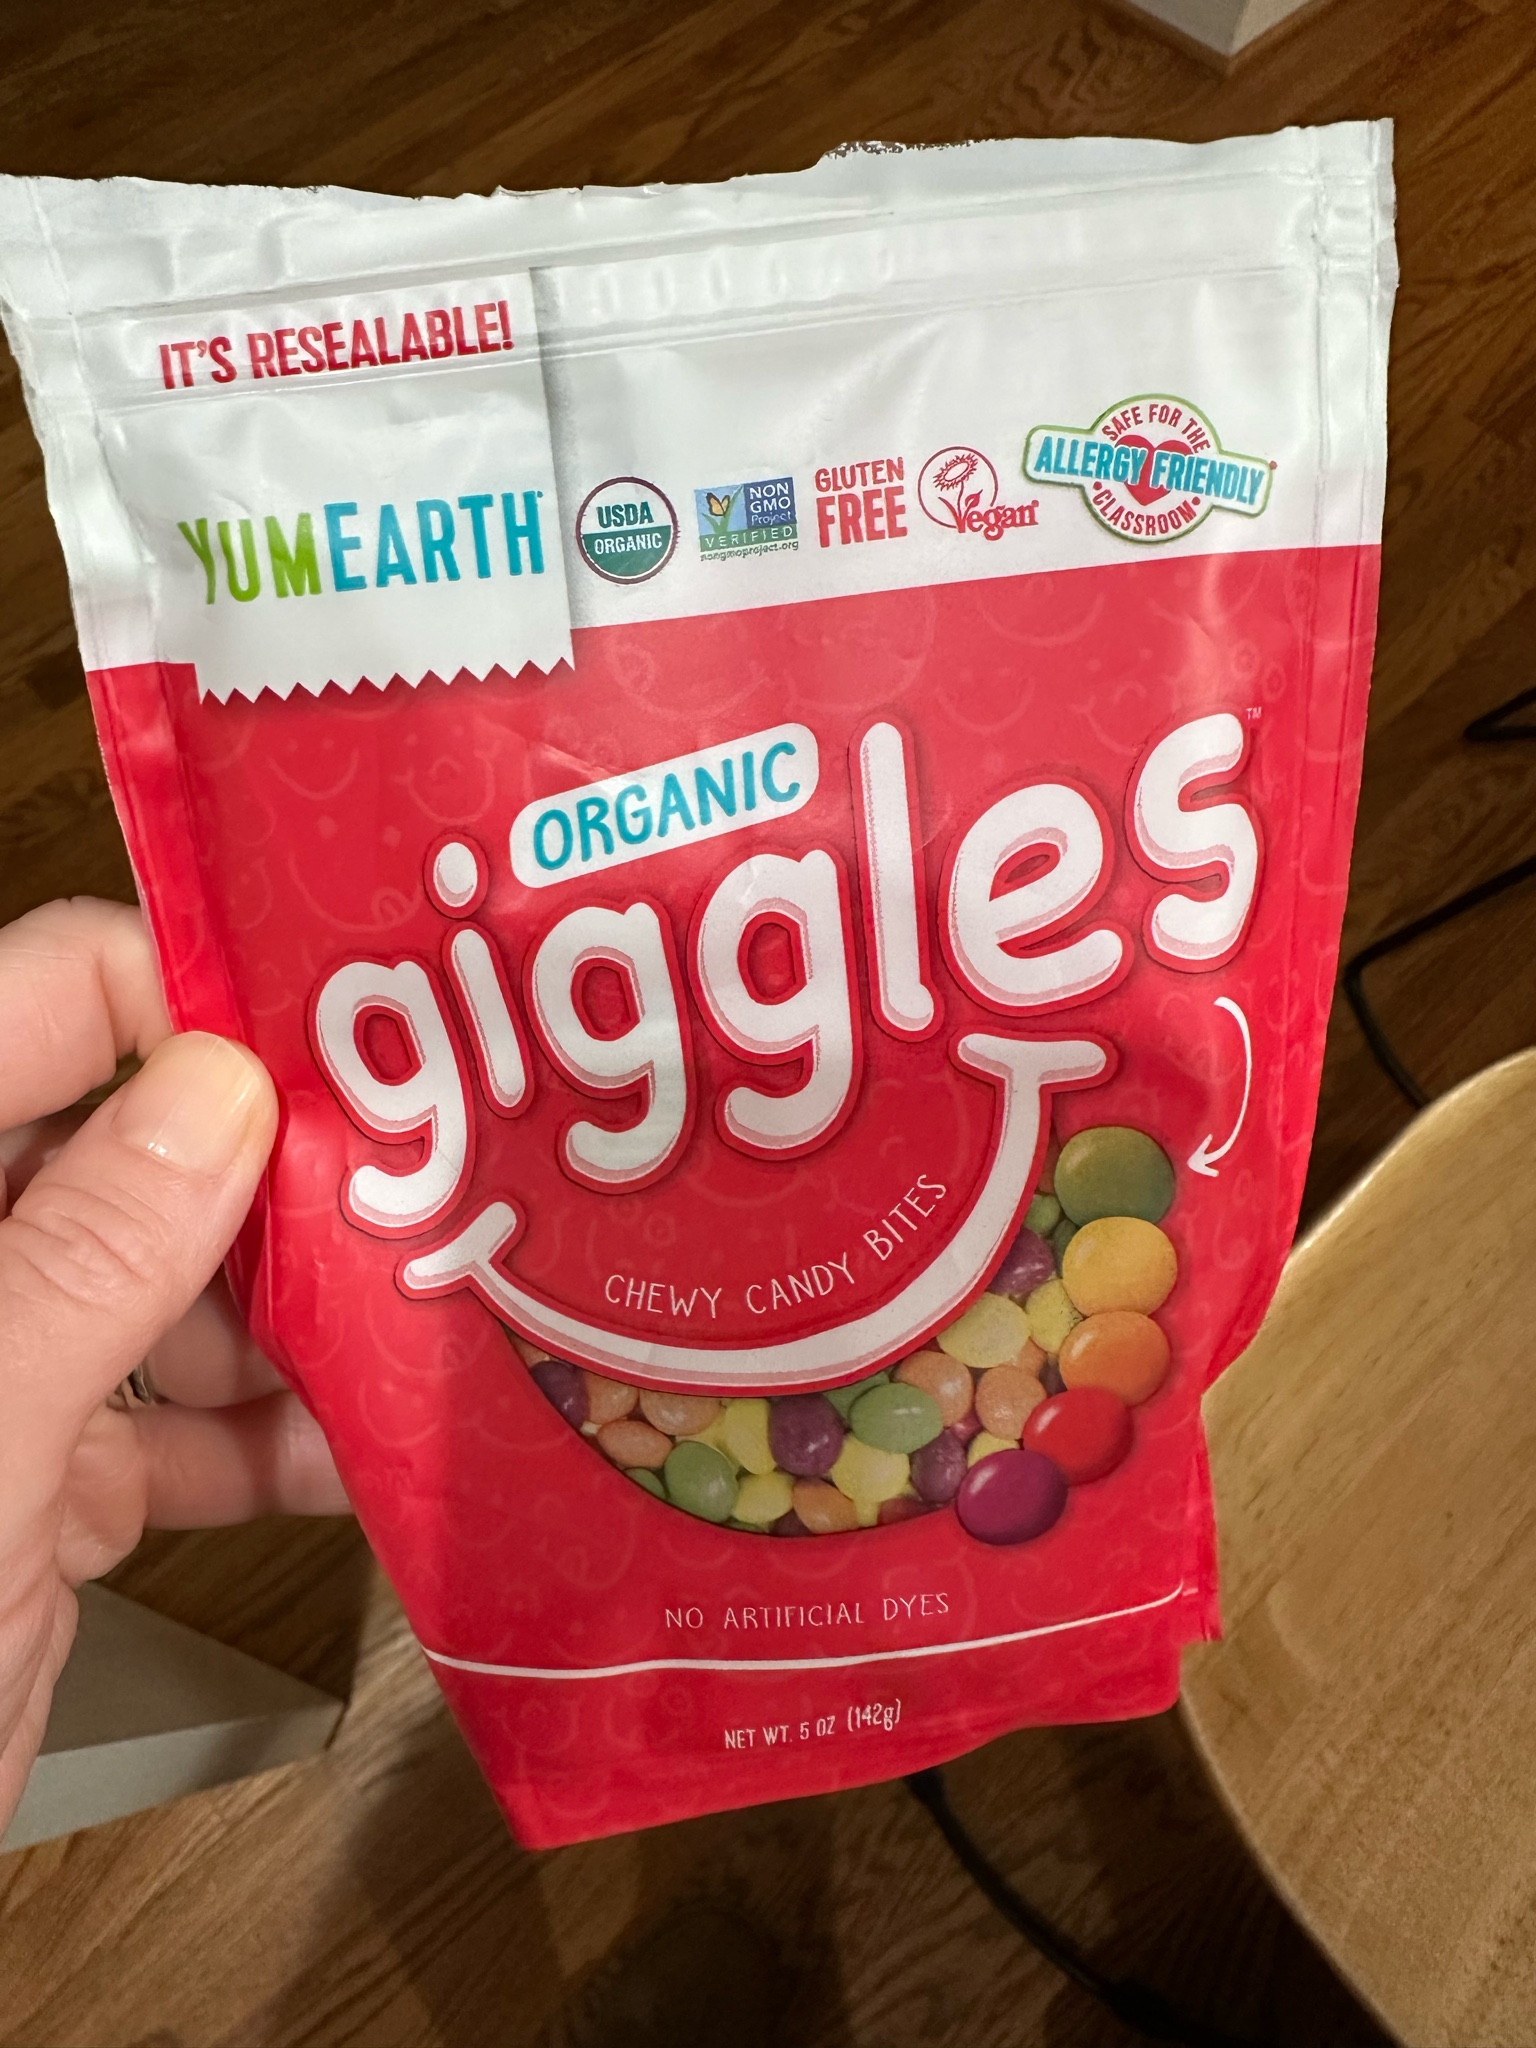 IT'S RESEALABLE!
YUMEARTH®
USDA
ORGANIC
NON
GMO
Project
VERIFIED
nongmoproject.org
GLUTEN
FREE
Vegan
SAFE FOR THE
ALLERGY FRIENDLY
CLASSROOM
ORGANIC
giggles™
CHEWY CANDY BITES
NO ARTIFICIAL DYES
NET WT. 5 OZ (142g)